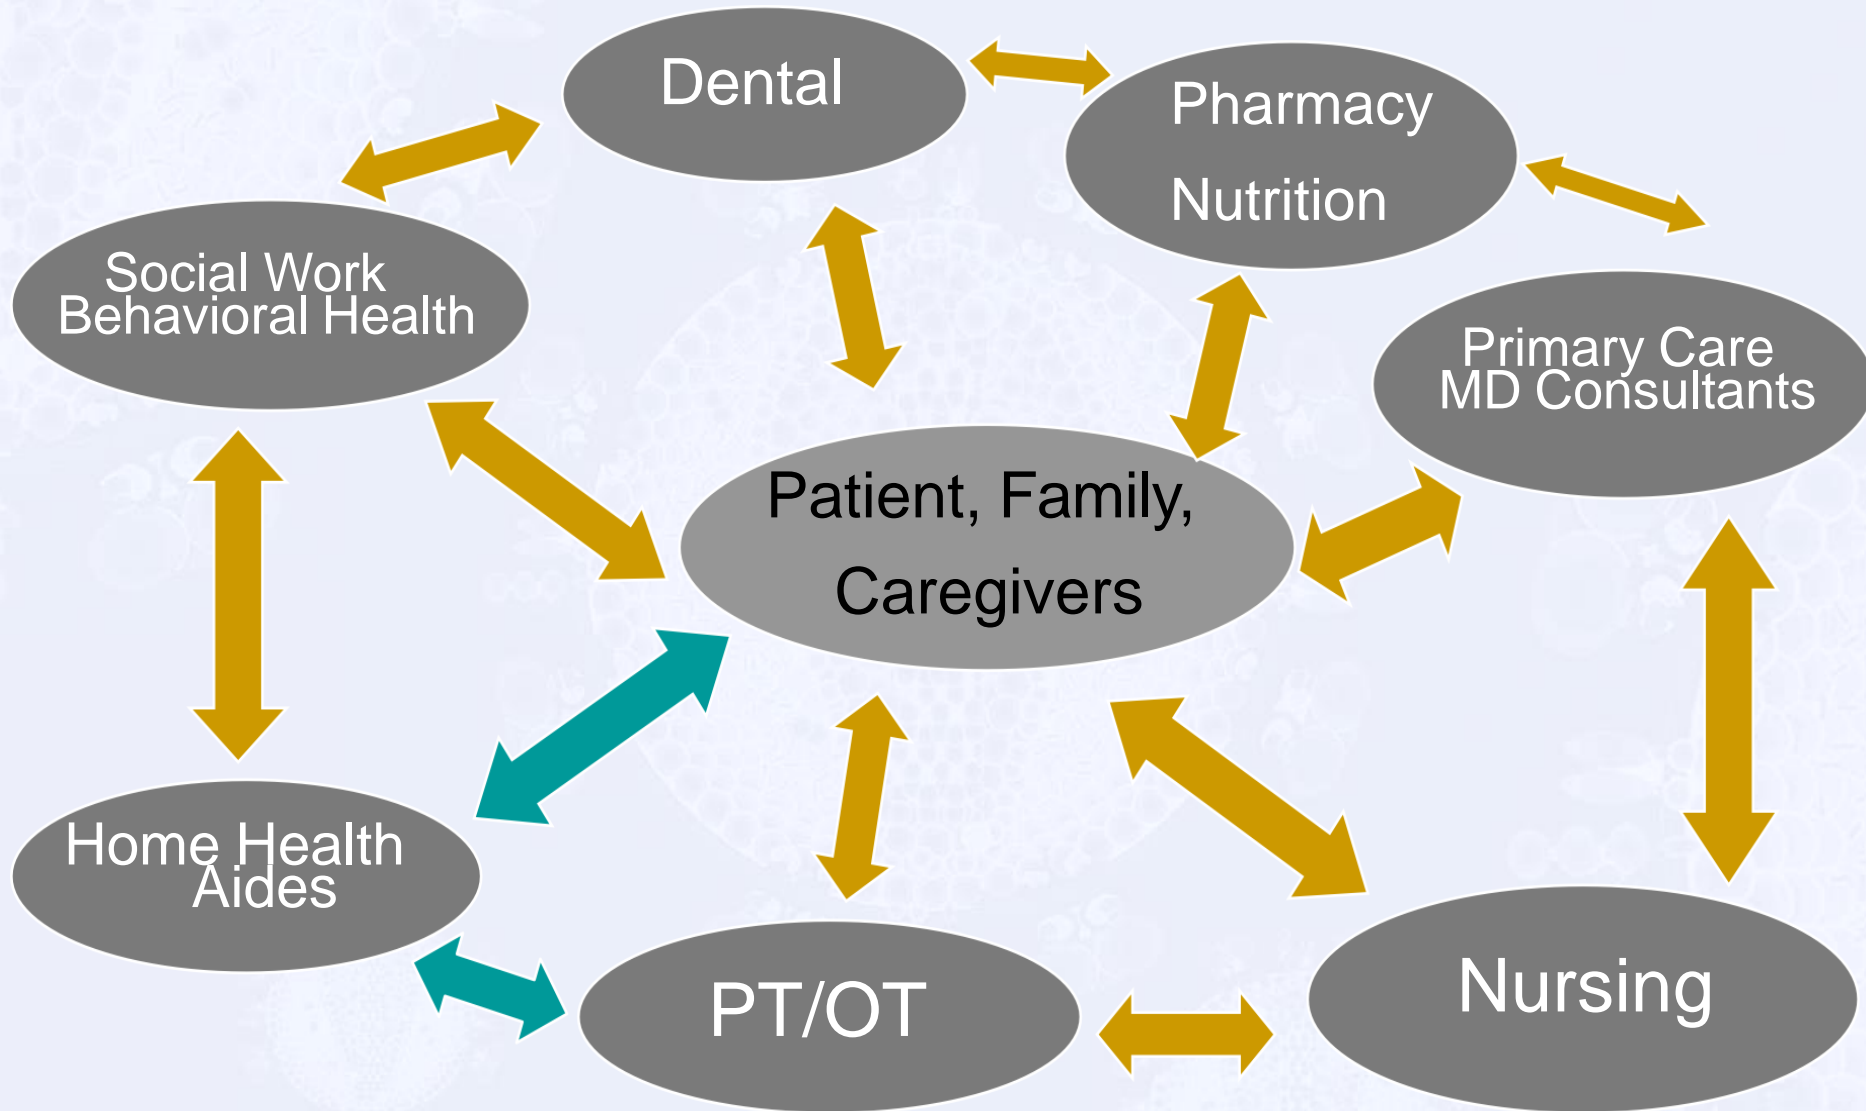 Dental
Pharmacy
Nutrition
Social Work
Behavioral Health
Primary Care
MD Consultants
Patient, Family,
Caregivers
Home Health
Aides
PT/OT
Nursing